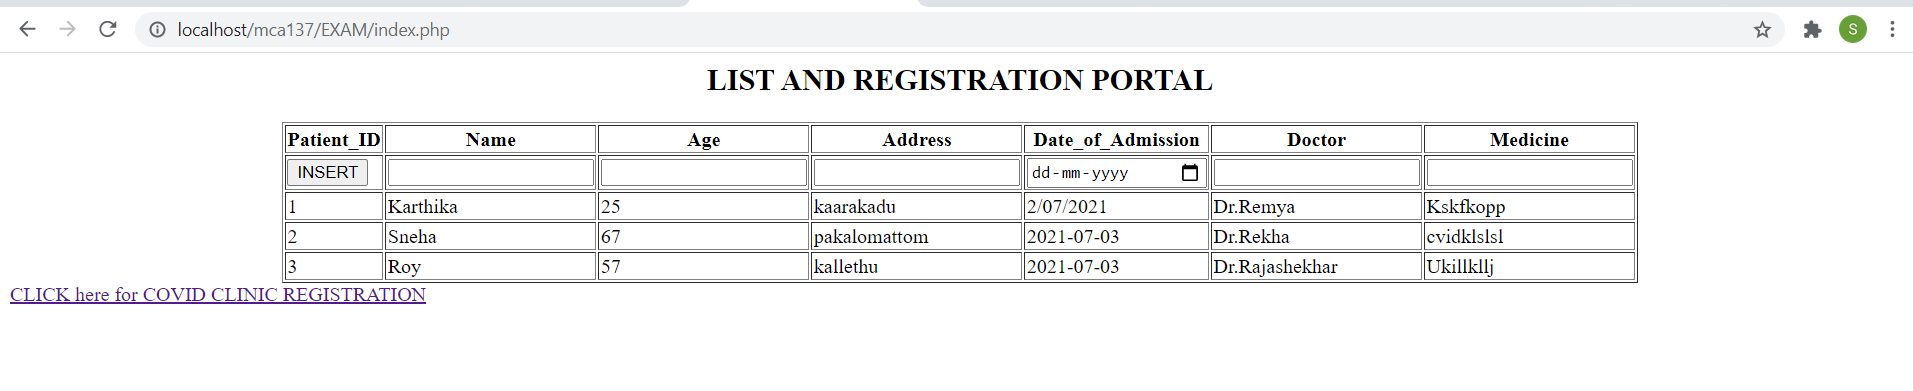 localhost/mca137/EXAM/index.php
S
LIST AND REGISTRATION PORTAL
Patient_ID Name Age Address Date_of_Admission Doctor Medicine
INSERT dd-mm-yyyy
1 Karthika 25 kaarakadu 2/07/2021 Dr.Remya Kskfkopp
2 Sneha 67 pakalomattom 2021-07-03 Dr.Rekha cvidklslsl
3 Roy 57 kallethu 2021-07-03 Dr.Rajashekhar Ukillkllj
CLICK here for COVID CLINIC REGISTRATION